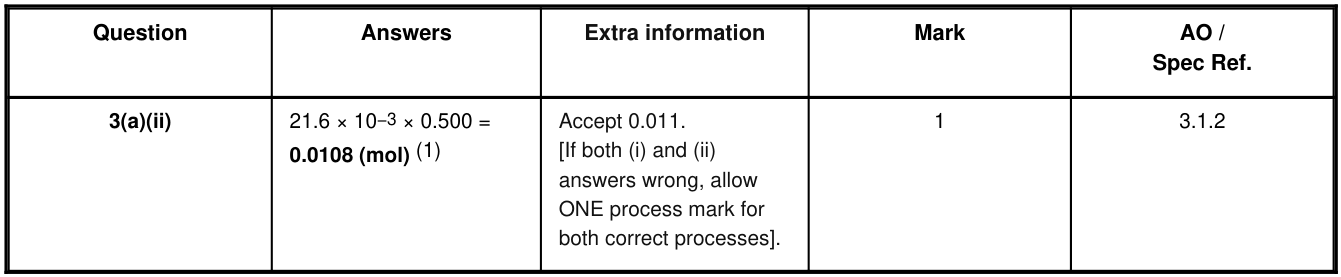 Question Answers Extra information Mark AO /
Spec Ref.
3(a)(ii) 21.6 × 10–3 × 0.500 = Accept 0.011. 1 3.1.2
0.0108 (mol) (1) [If both (i) and (ii)
answers wrong, allow
ONE process mark for
both correct processes].